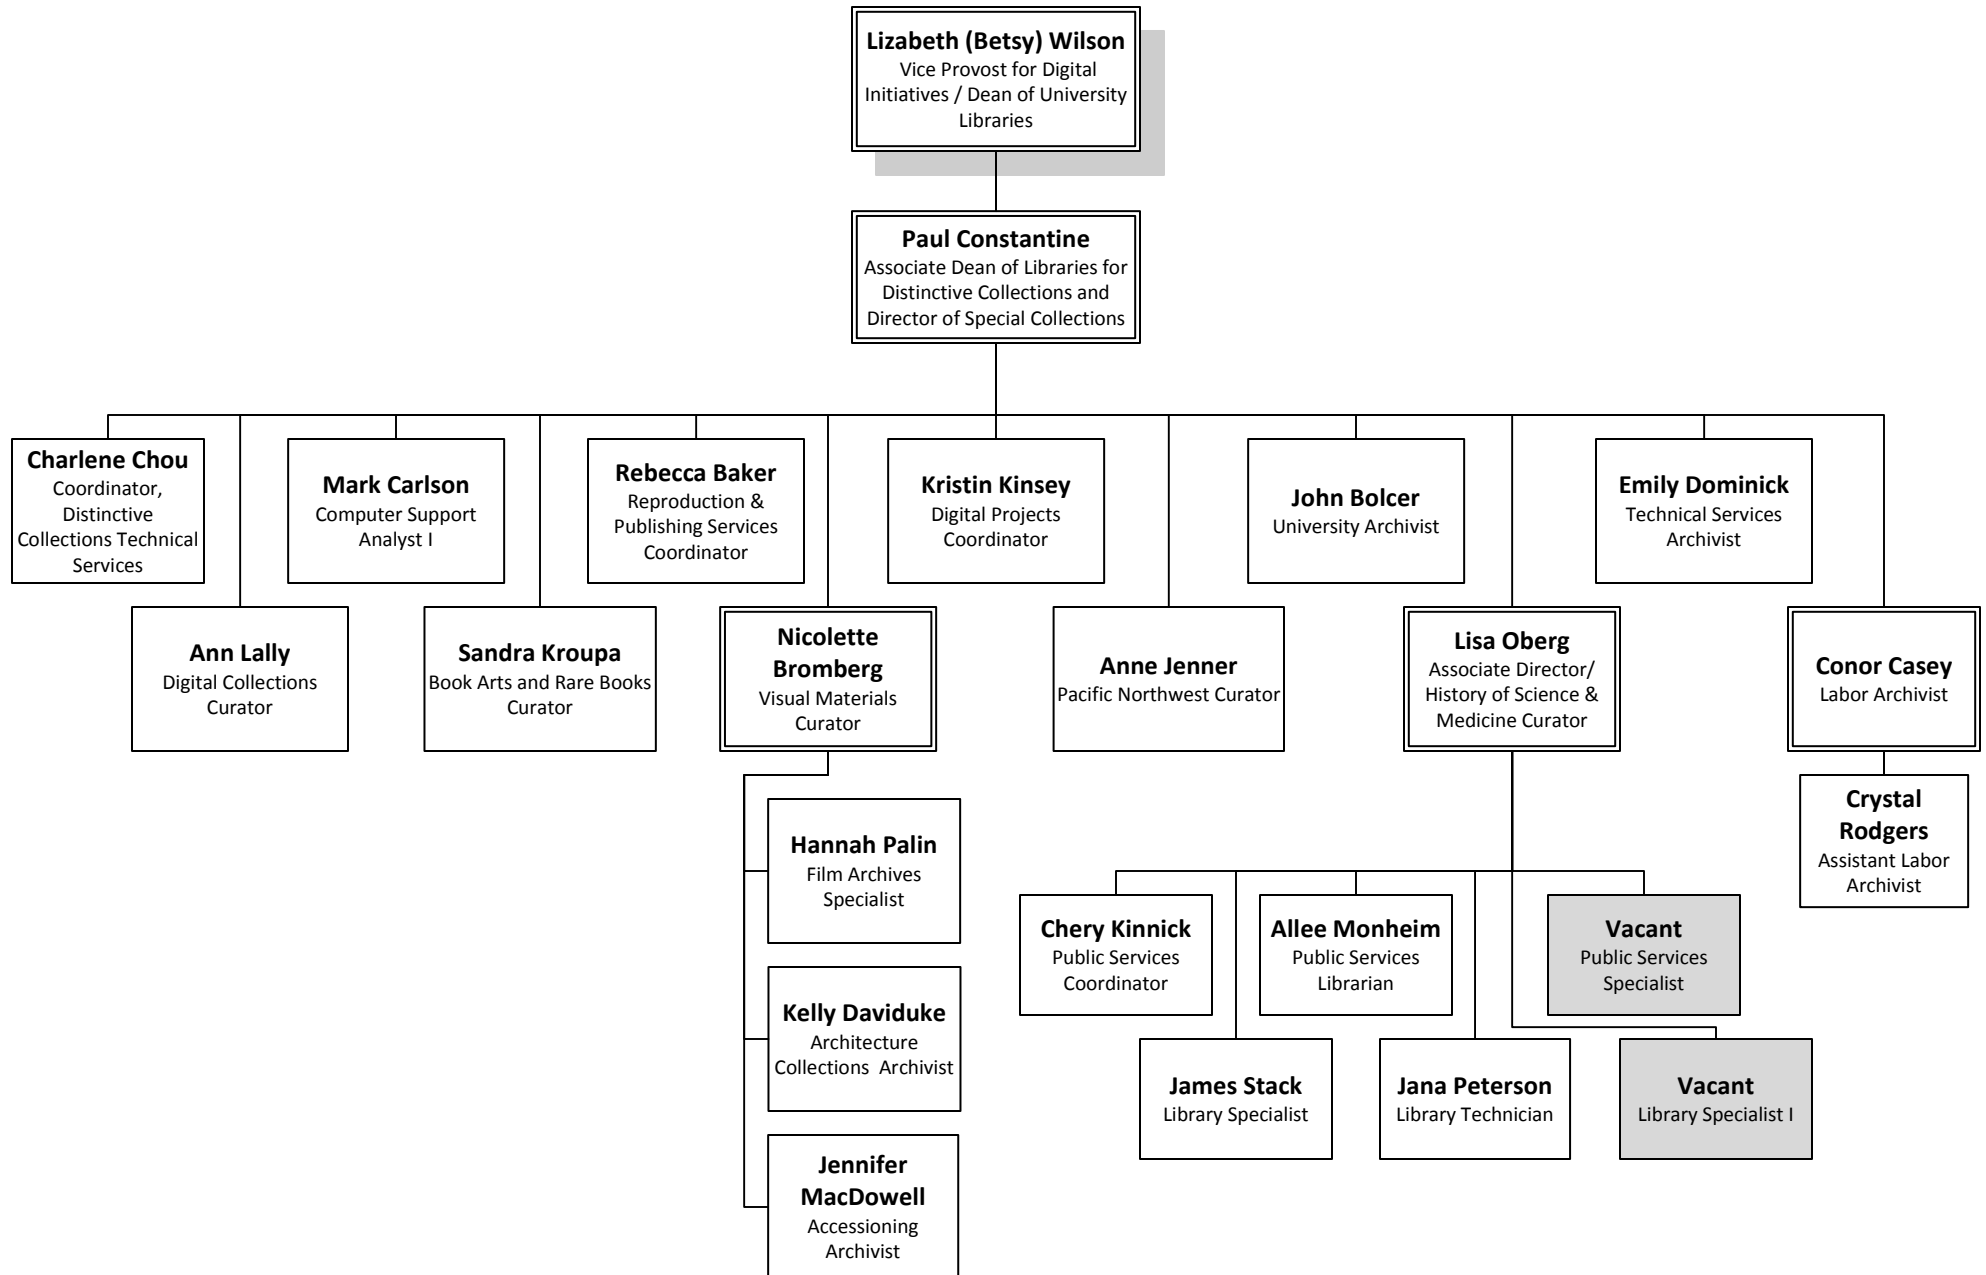 Lizabeth (Betsy) Wilson
Vice Provost for Digital
Initiatives / Dean of University
Libraries
Paul Constantine
Associate Dean of Libraries for
Distinctive Collections and
Director of Special Collections
Charlene Chou
Coordinator,
Distinctive
Collections Technical
Services
Mark Carlson
Computer Support
Analyst I
Rebecca Baker
Reproduction &
Publishing Services
Coordinator
Kristin Kinsey
Digital Projects
Coordinator
John Bolcer
University Archivist
Emily Dominick
Technical Services
Archivist
Ann Lally
Digital Collections
Curator
Sandra Kroupa
Book Arts and Rare Books
Curator
Nicolette
Bromberg
Visual Materials
Curator
Anne Jenner
Pacific Northwest Curator
Lisa Oberg
Associate Director/
History of Science &
Medicine Curator
Conor Casey
Labor Archivist
Crystal
Rodgers
Assistant Labor
Archivist
Hannah Palin
Film Archives
Specialist
Kelly Daviduke
Architecture
Collections  Archivist
Jennifer
MacDowell
Accessioning
Archivist
Chery Kinnick
Public Services
Coordinator
Allee Monheim
Public Services
Librarian
Vacant
Public Services
Specialist
James Stack
Library Specialist
Jana Peterson
Library Technician
Vacant
Library Specialist I